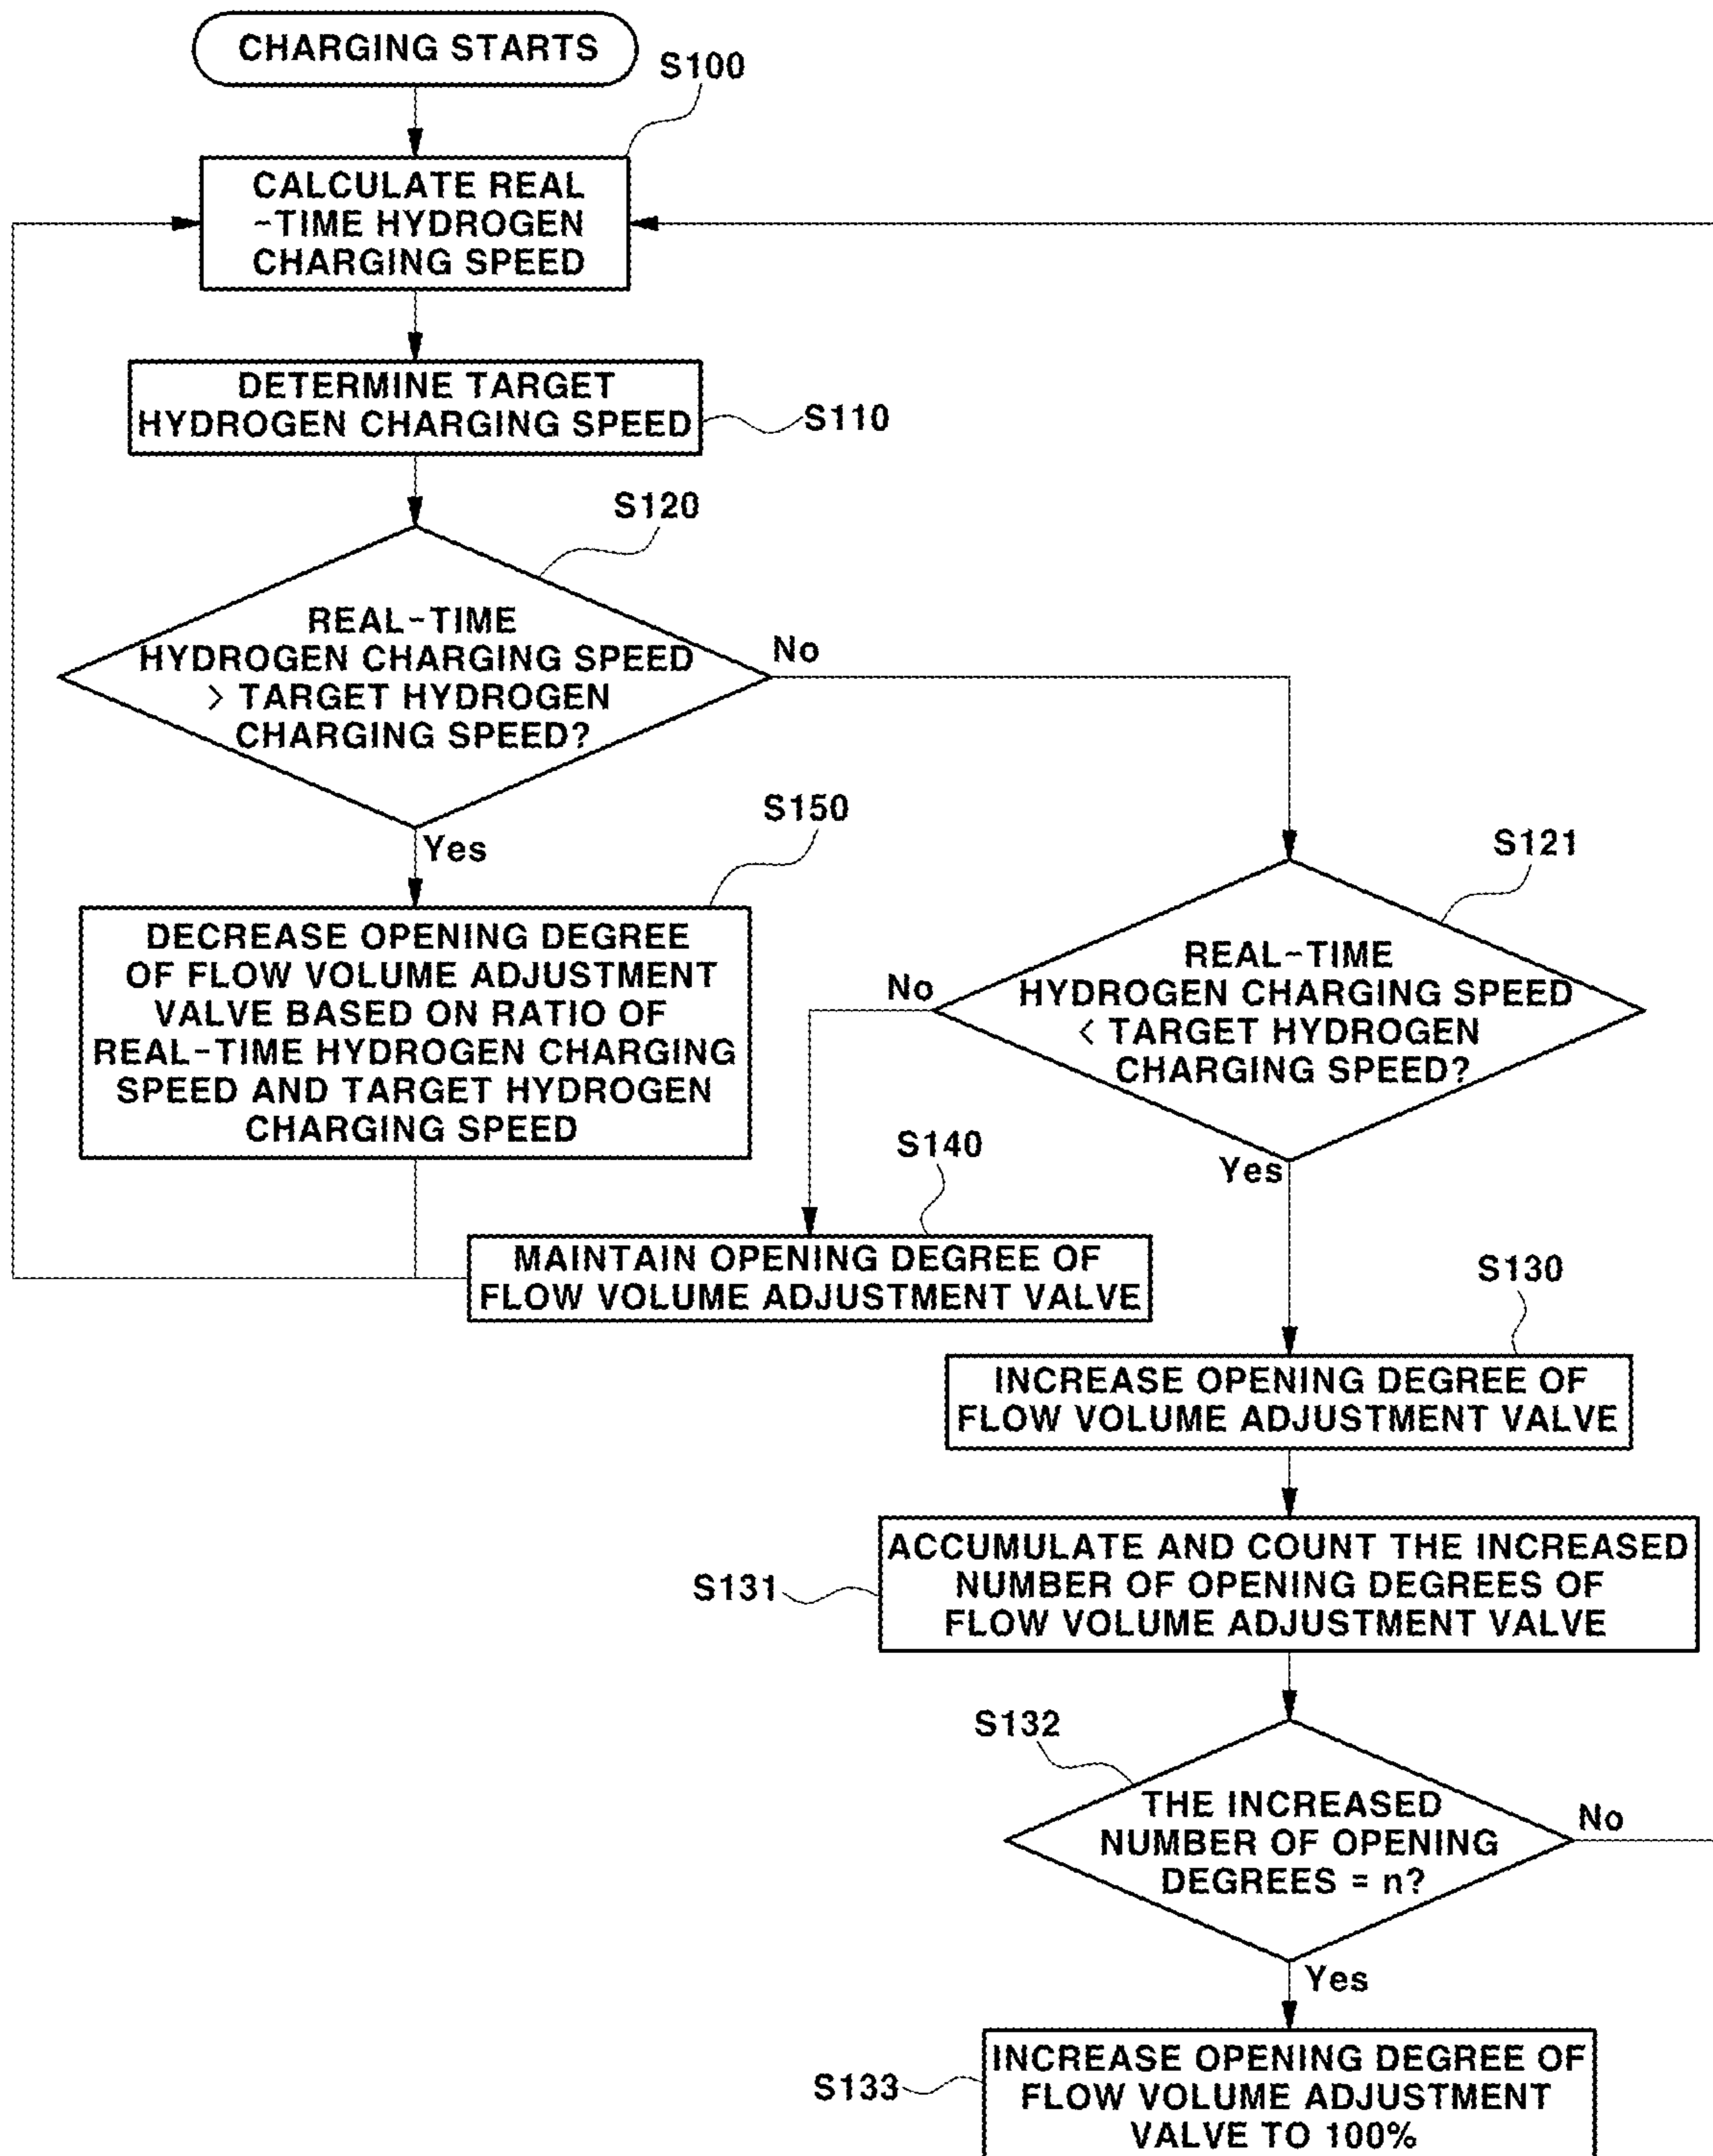 CHARGING STARTS
S100
CALCULATE REAL
-TIME HYDROGEN
CHARGING SPEED
DETERMINE TARGET
HYDROGEN CHARGING SPEED
S110
S120
REAL-TIME
HYDROGEN CHARGING SPEED
> TARGET HYDROGEN
CHARGING SPEED?
No
Yes
S150
DECREASE OPENING DEGREE
OF FLOW VOLUME ADJUSTMENT
VALVE BASED ON RATIO OF
REAL-TIME HYDROGEN CHARGING
SPEED AND TARGET HYDROGEN
CHARGING SPEED
S121
REAL-TIME
HYDROGEN CHARGING SPEED
< TARGET HYDROGEN
CHARGING SPEED?
No
Yes
S140
MAINTAIN OPENING DEGREE OF
FLOW VOLUME ADJUSTMENT VALVE
S130
INCREASE OPENING DEGREE OF
FLOW VOLUME ADJUSTMENT VALVE
S131
ACCUMULATE AND COUNT THE INCREASED
NUMBER OF OPENING DEGREES OF
FLOW VOLUME ADJUSTMENT VALVE
S132
THE INCREASED
NUMBER OF OPENING
DEGREES = n?
No
Yes
S133
INCREASE OPENING DEGREE OF
FLOW VOLUME ADJUSTMENT
VALVE TO 100%